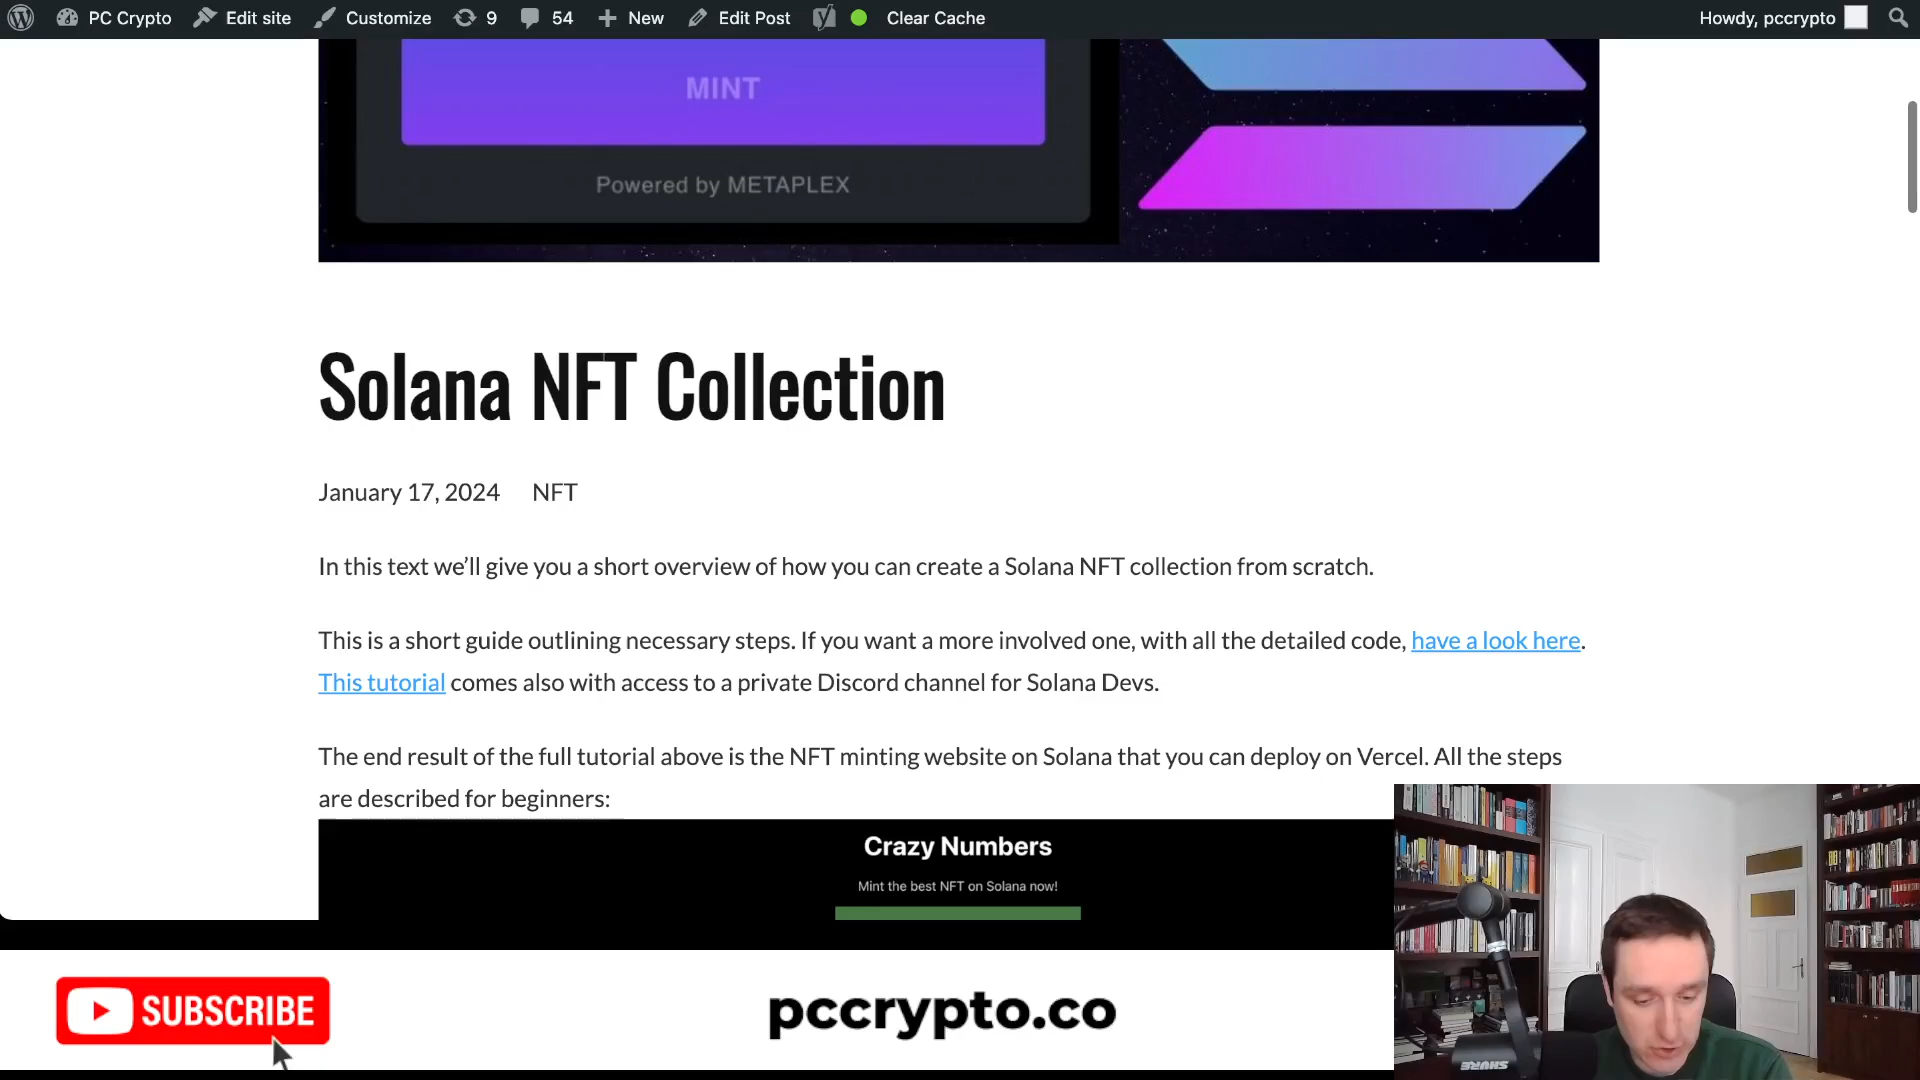 PC Crypto Edit site Customize 9 54 New Edit Post Clear Cache Howdy, pccrypto
MINT
Powered by METAPLEX
Solana NFT Collection
January 17, 2024 NFT
In this text we’ll give you a short overview of how you can create a Solana NFT collection from scratch.
This is a short guide outlining necessary steps. If you want a more involved one, with all the detailed code, have a look here.
This tutorial comes also with access to a private Discord channel for Solana Devs.
The end result of the full tutorial above is the NFT minting website on Solana that you can deploy on Vercel. All the steps
are described for beginners:
Crazy Numbers
Mint the best NFT on Solana now!
SUBSCRIBE
pccrypto.co
SHURE